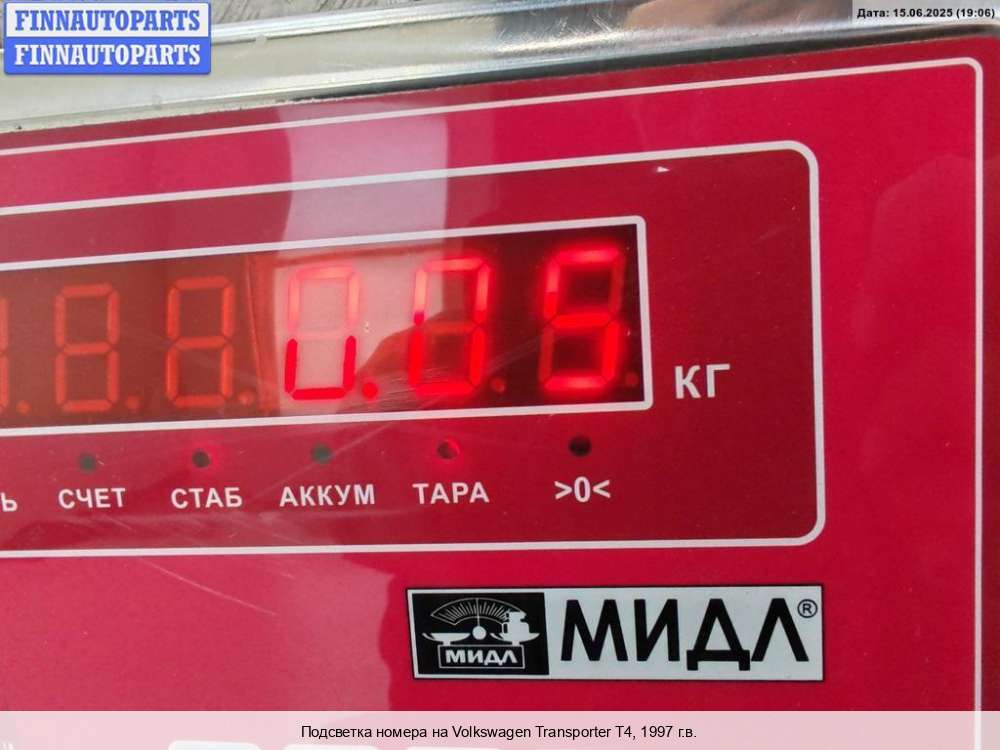 FINNAUTOPARTS
FINNAUTOPARTS
Дата: 15.06.2025 (19:06)
0.05
КГ
Ь СЧЕТ СТАБ АККУМ ТАРА >0<
МИДЛ МИДЛ®
Подсветка номера на Volkswagen Transporter T4, 1997 г.в.